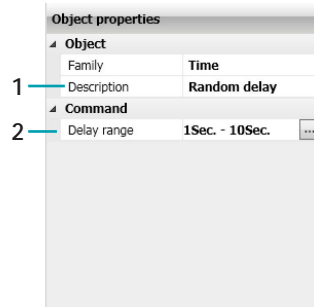 Object properties
Object
Family Time
1 Description Random delay
Command
2 Delay range 1Sec. - 10Sec. ...